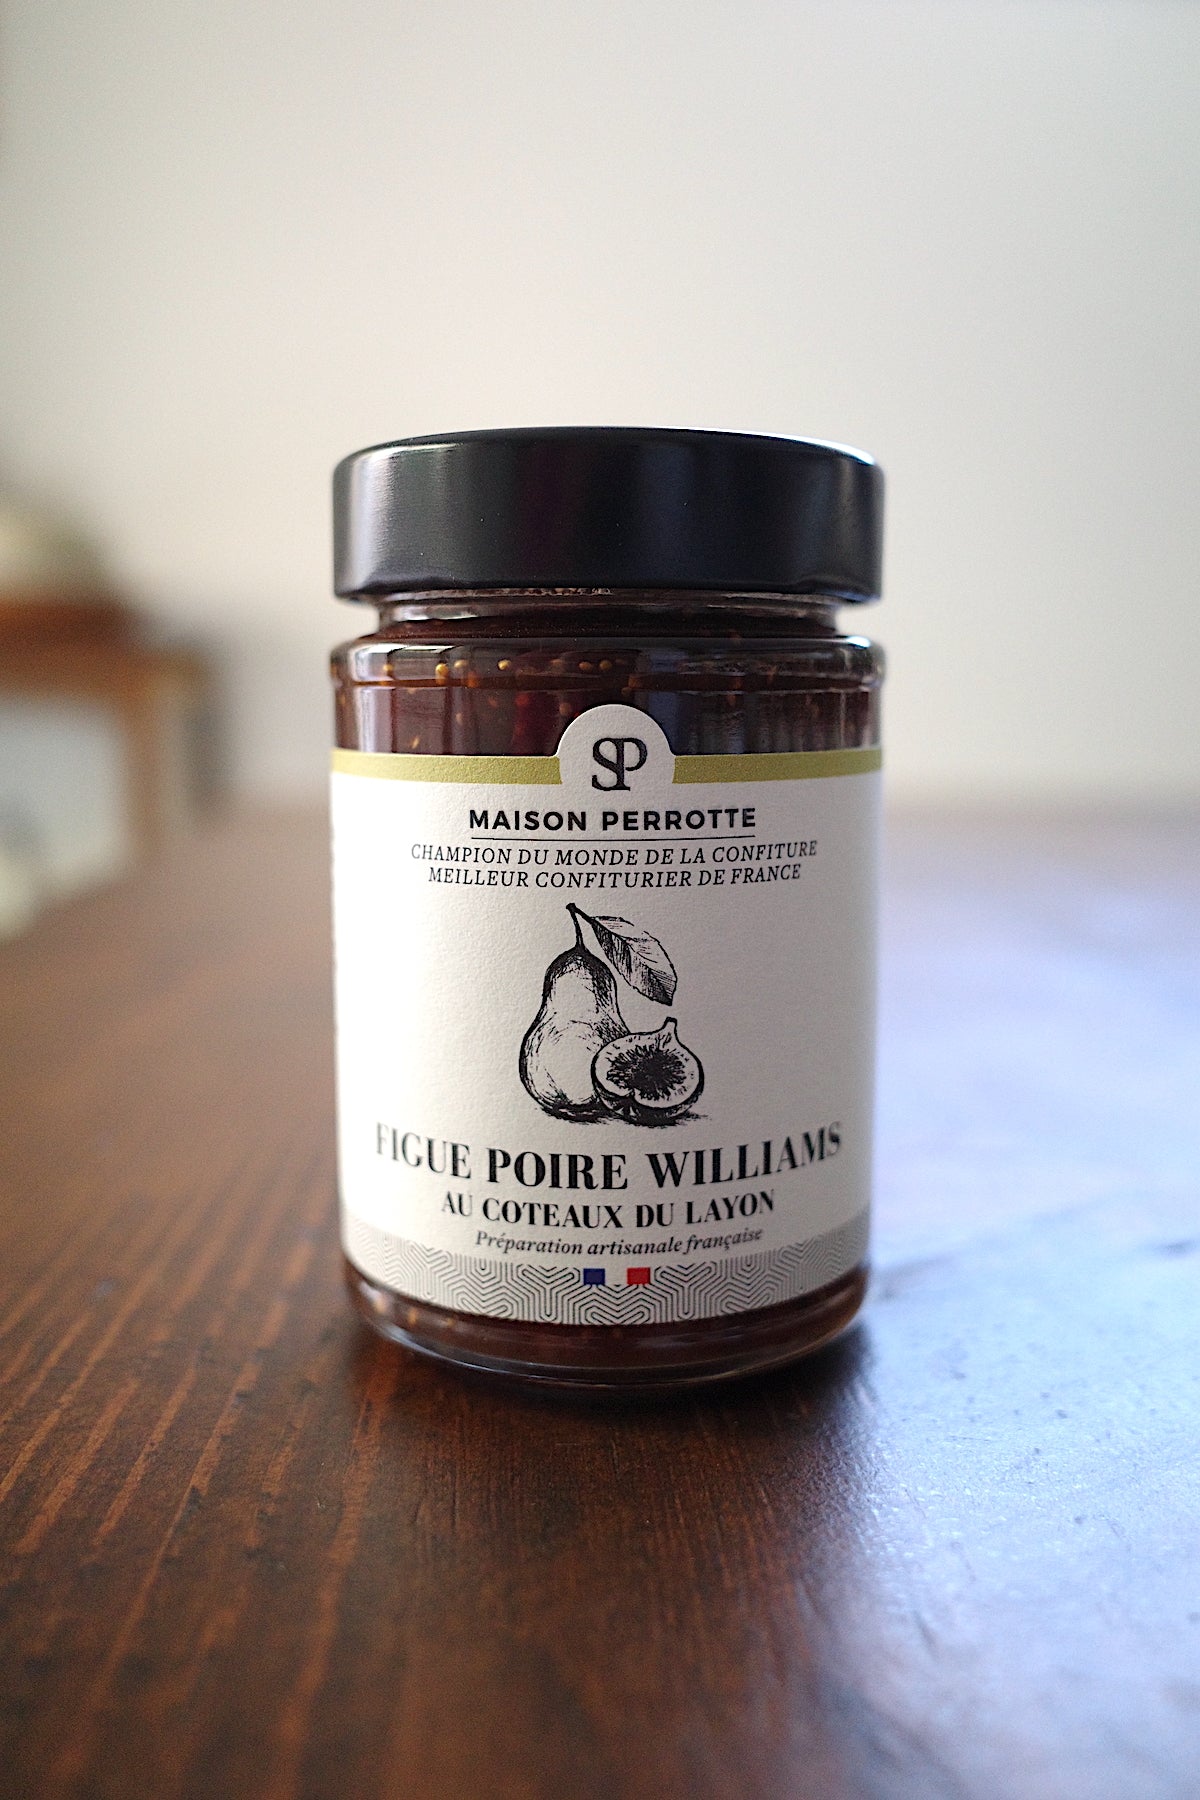 SP
MAISON PERROTTE
CHAMPION DU MONDE DE LA CONFITURE
MEILLEUR CONFITURIER DE FRANCE
FIGUE POIRE WILLIAMS
AU COTEAUX DU LAYON
Préparation artisanale française